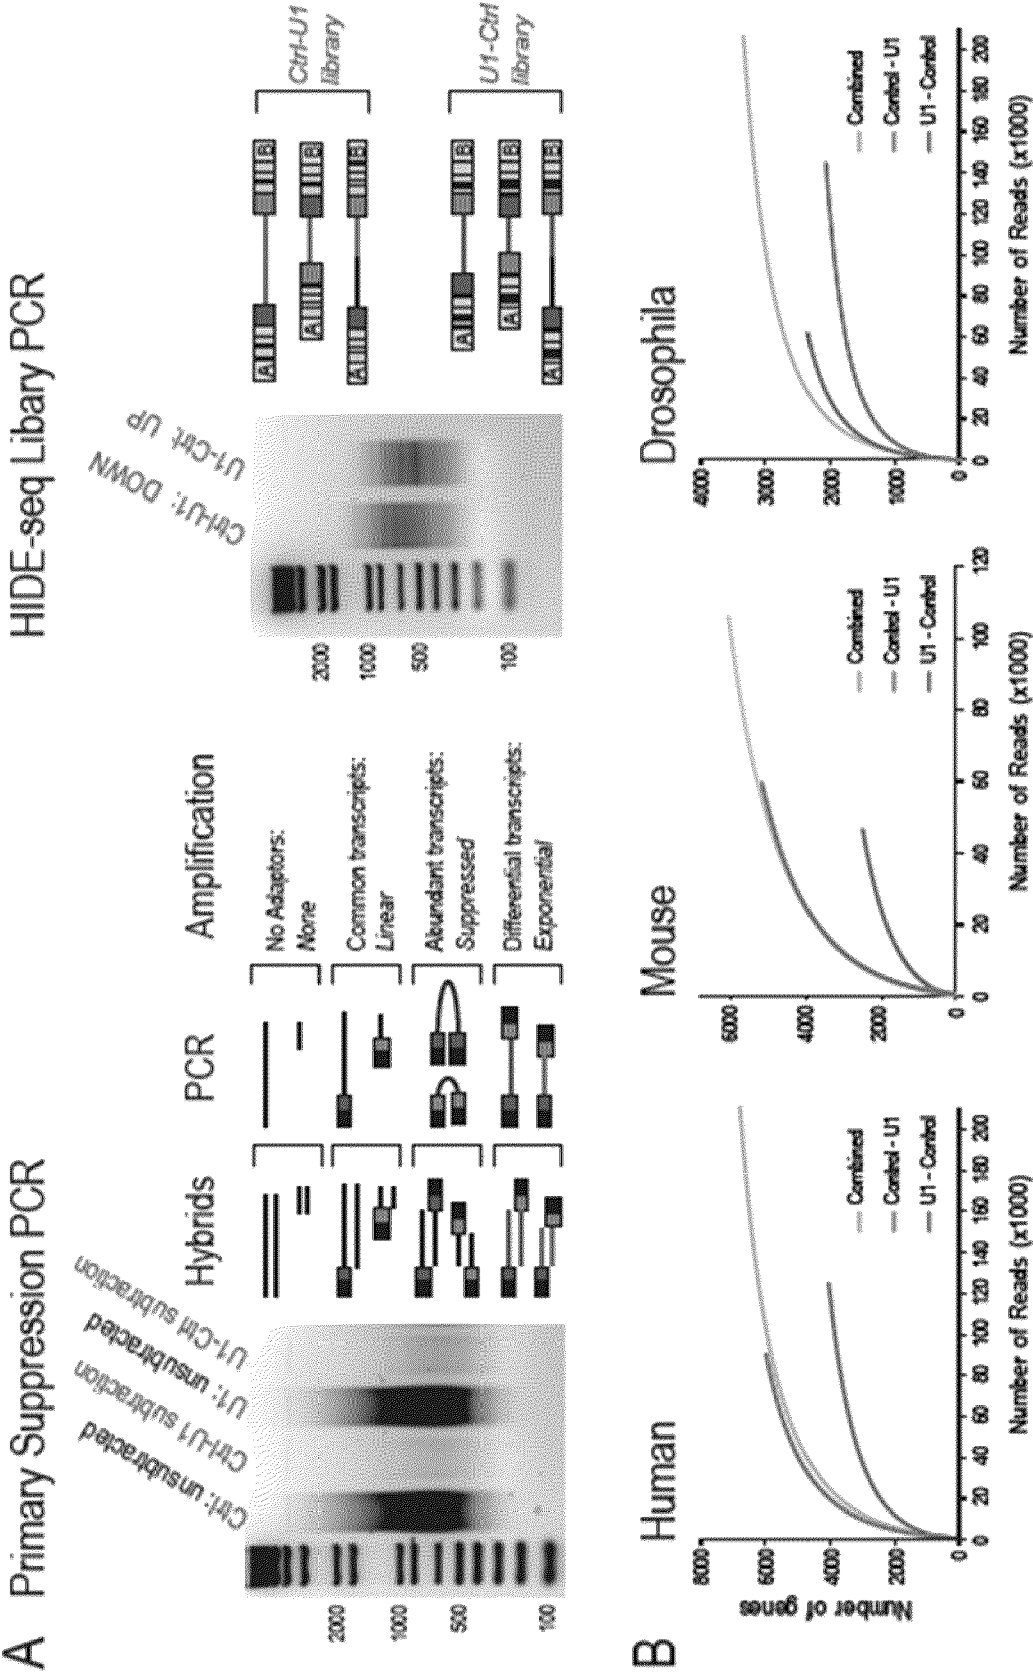 A
Primary Suppression PCR
HIDE-seq Libary PCR
Ctrl: unsubtracted
Ctrl-U1 subtraction
U1: unsubtracted
U1-Ctrl subtraction
2000
1000
500
100
Hybrids
PCR
Amplification
No Adaptors:
None
Common transcripts:
Linear
Abundant transcripts:
Suppressed
Differential transcripts:
Exponential
Ctrl-U1: DOWN
U1-Ctrl: UP
2000
1000
500
100
A B
A B
A B
Ctrl-U1
library
A B
A B
A B
U1-Ctrl
library
B
Human
Number of genes
8000
6000
4000
2000
0
Combined
Control - U1
U1 - Control
0 20 40 60 80 100 120 140 160 180 200
Number of Reads (x1000)
Mouse
6000
4000
2000
0
Combined
Control - U1
U1 - Control
0 20 40 60 80 100 120
Number of Reads (x1000)
Drosophila
4000
3000
2000
1000
0
Combined
Control - U1
U1 - Control
0 20 40 60 80 100 120 140 160 180 200
Number of Reads (x1000)